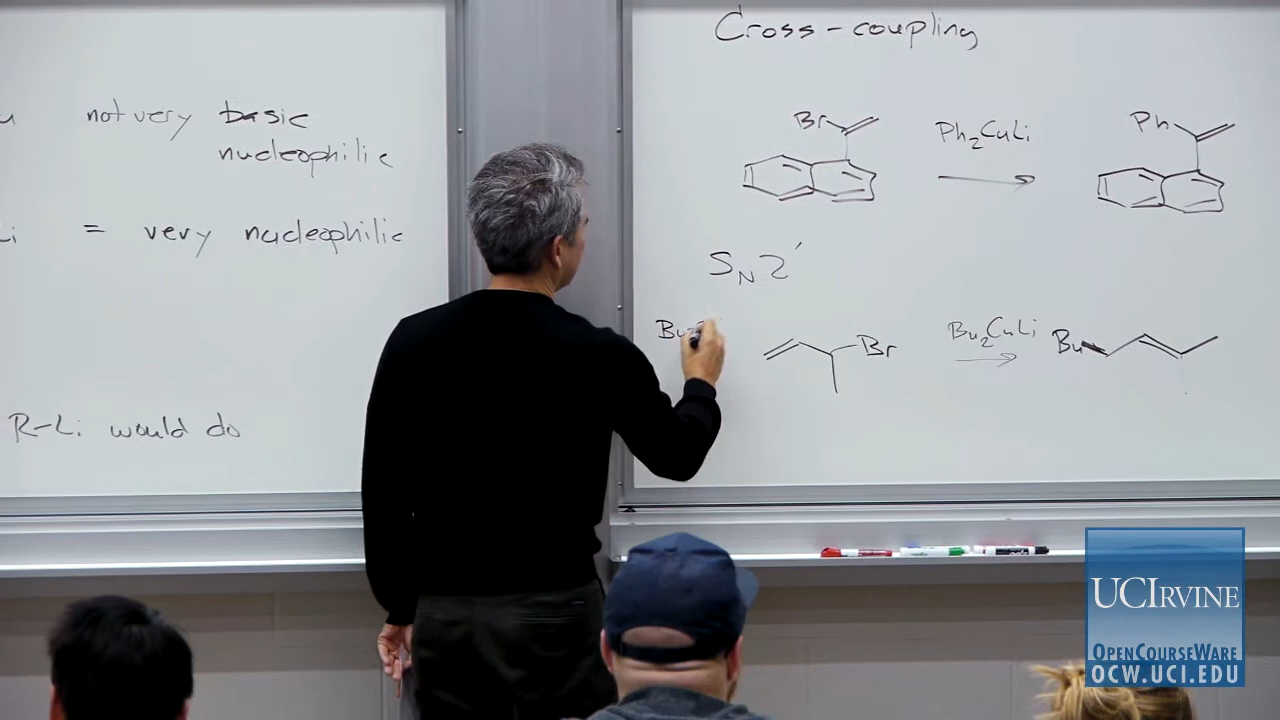 not very basic
nucleophilic
= very nucleophilic
R-Li would do
Cross-coupling
Br
Ph2CuLi
Ph
SN2'
Bu
Br
Bu2CuLi
Bu
UCIRVINE
OPENCOURSEWARE
OCW.UCI.EDU